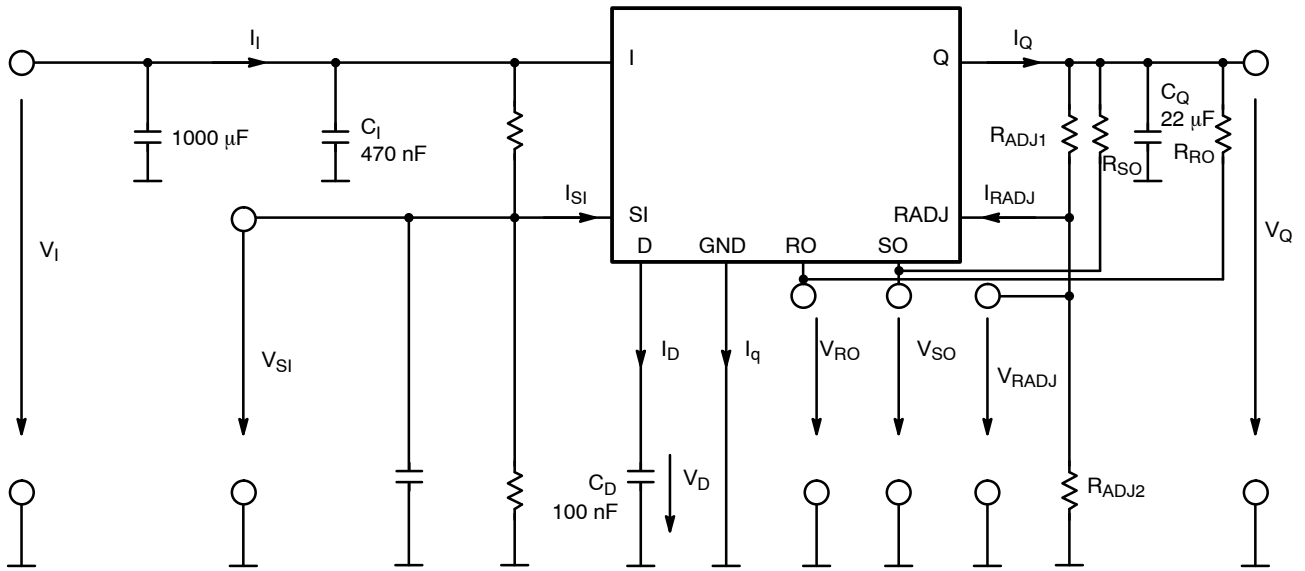 I_I
I
Q
I_Q
1000 μF
C_I
470 nF
R_ADJ1
R_SO
C_Q
22 μF
R_RO
I_SI
SI
RADJ
I_RADJ
D
GND
RO
SO
V_I
V_Q
V_SI
I_D
I_q
V_RO
V_SO
V_RADJ
C_D
100 nF
V_D
R_ADJ2